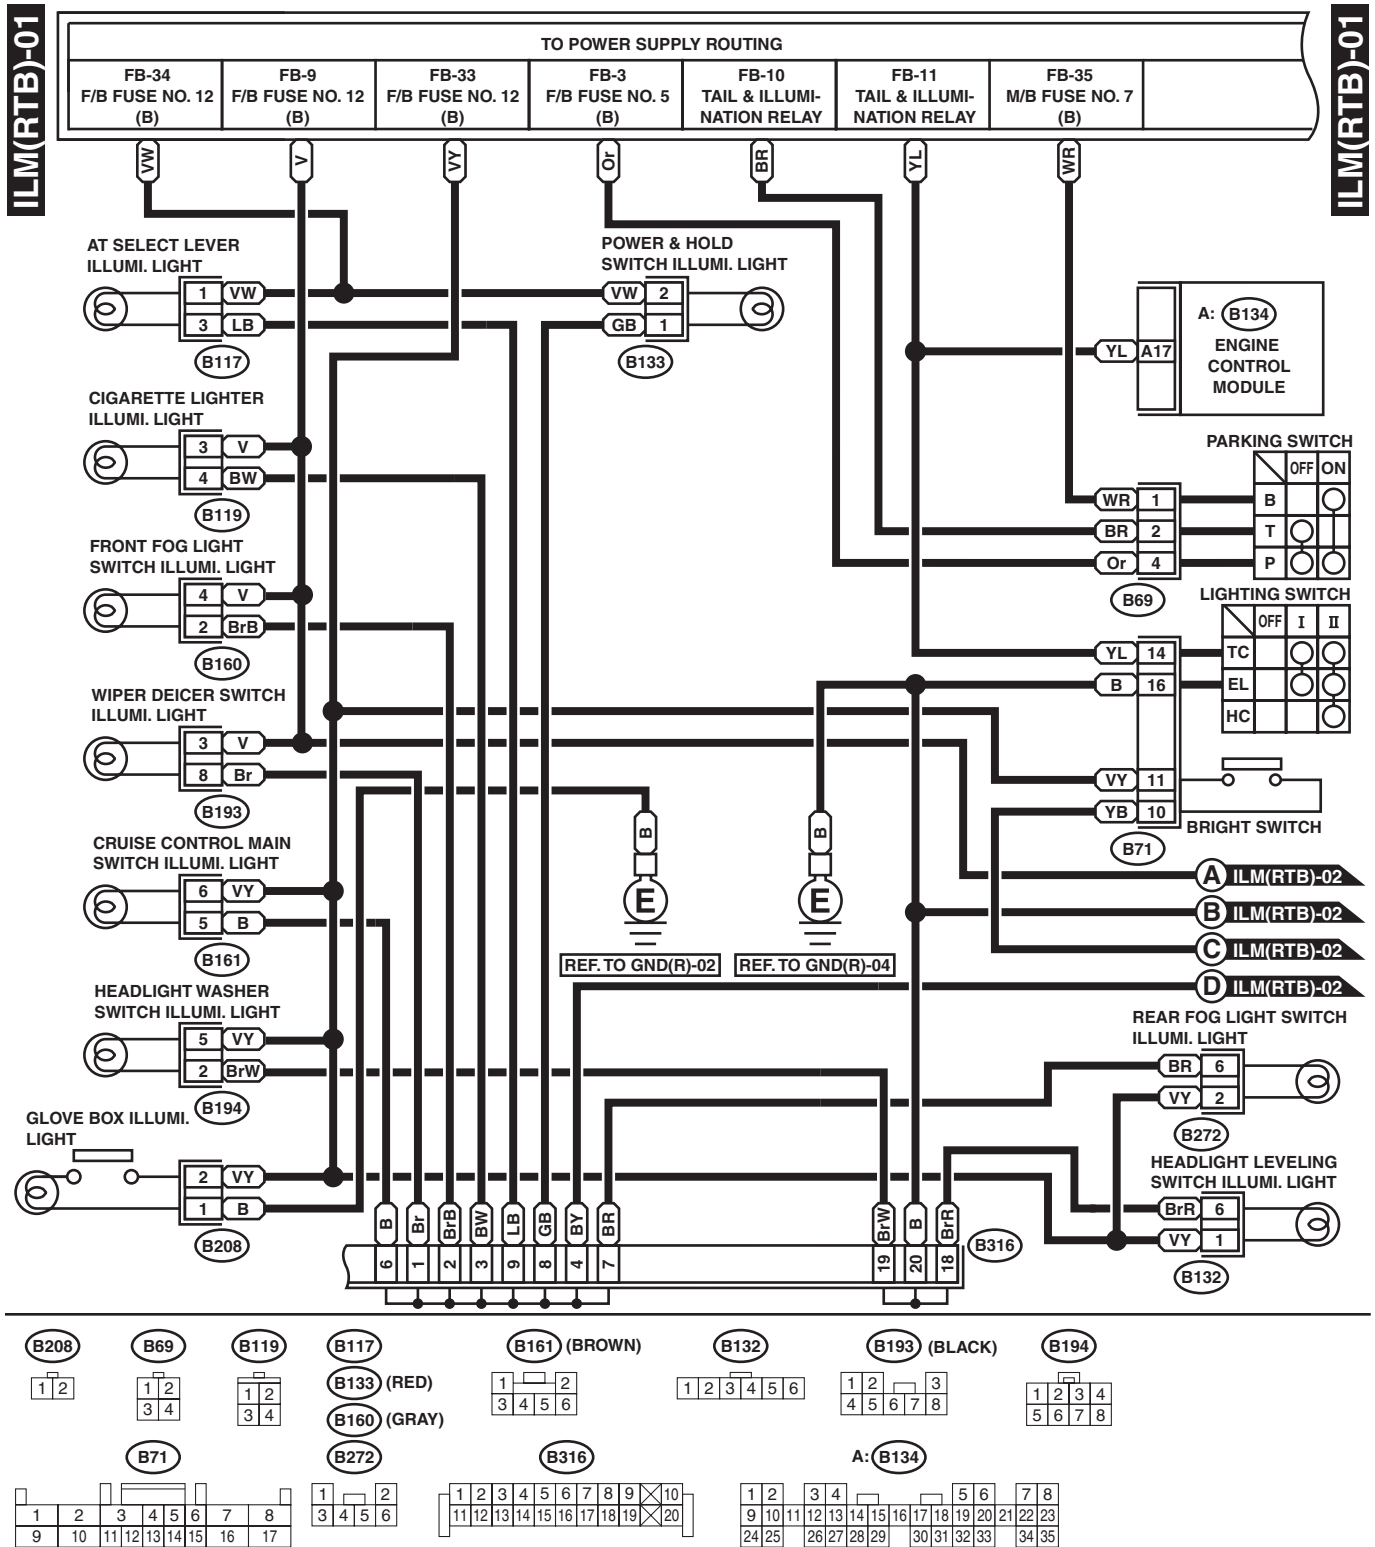 ILM(RTB)-01
ILM(RTB)-01
TO POWER SUPPLY ROUTING
FB-34
F/B FUSE NO. 12
(B)
FB-9
F/B FUSE NO. 12
(B)
FB-33
F/B FUSE NO. 12
(B)
FB-3
F/B FUSE NO. 5
(B)
FB-10
TAIL & ILLUMI-
NATION RELAY
FB-11
TAIL & ILLUMI-
NATION RELAY
FB-35
M/B FUSE NO. 7
(B)
VW
V
VY
Or
BR
YL
WR
AT SELECT LEVER
ILLUMI. LIGHT
1 VW
3 LB
B117
POWER & HOLD
SWITCH ILLUMI. LIGHT
VW 2
GB 1
B133
A: B134
ENGINE
CONTROL
MODULE
YL A17
CIGARETTE LIGHTER
ILLUMI. LIGHT
3 V
4 BW
B119
PARKING SWITCH
OFF ON
B
T
P
WR 1
BR 2
Or 4
B69
FRONT FOG LIGHT
SWITCH ILLUMI. LIGHT
4 V
2 BrB
B160
LIGHTING SWITCH
OFF I II
TC
EL
HC
YL 14
B 16
VY 11
YB 10
B71
BRIGHT SWITCH
WIPER DEICER SWITCH
ILLUMI. LIGHT
3 V
8 Br
B193
CRUISE CONTROL MAIN
SWITCH ILLUMI. LIGHT
6 VY
5 B
B161
B
E
REF. TO GND(R)-02
B
E
REF. TO GND(R)-04
A ILM(RTB)-02
B ILM(RTB)-02
C ILM(RTB)-02
D ILM(RTB)-02
HEADLIGHT WASHER
SWITCH ILLUMI. LIGHT
5 VY
2 BrW
B194
REAR FOG LIGHT SWITCH
ILLUMI. LIGHT
BR 6
VY 2
B272
GLOVE BOX ILLUMI.
LIGHT
2 VY
1 B
B208
HEADLIGHT LEVELING
SWITCH ILLUMI. LIGHT
BrR 6
VY 1
B132
B Br BrB BW LB GB BY BR BrW B BrR
6 1 2 3 9 8 4 7 19 20 18
B316
B208
1 2
B69
1 2
3 4
B119
1 2
3 4
B117
B133 (RED)
B160 (GRAY)
B272
1 2
3 4 5 6
B161 (BROWN)
1 2
3 4 5 6
B132
1 2 3 4 5 6
B193 (BLACK)
1 2 3
4 5 6 7 8
B194
1 2 3 4
5 6 7 8
B71
1 2 3 4 5 6 7 8
9 10 11 12 13 14 15 16 17
B316
1 2 3 4 5 6 7 8 9 10
11 12 13 14 15 16 17 18 19 20
A: B134
1 2 3 4 5 6 7 8
9 10 11 12 13 14 15 16 17 18 19 20 21 22 23
24 25 26 27 28 29 30 31 32 33 34 35